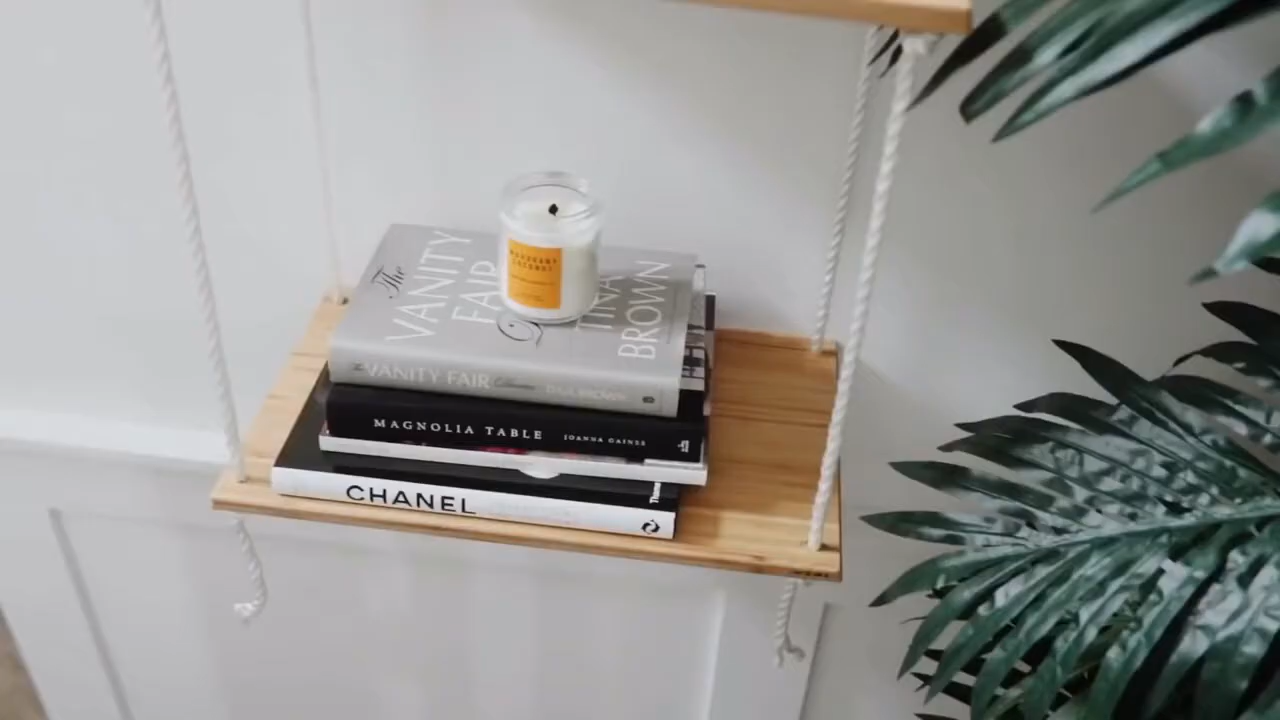 The
VANITY
FAIR
TINA
BROWN
VANITY FAIR
TINA BROWN
MAGNOLIA TABLE JOANNA GAINES
CHANEL